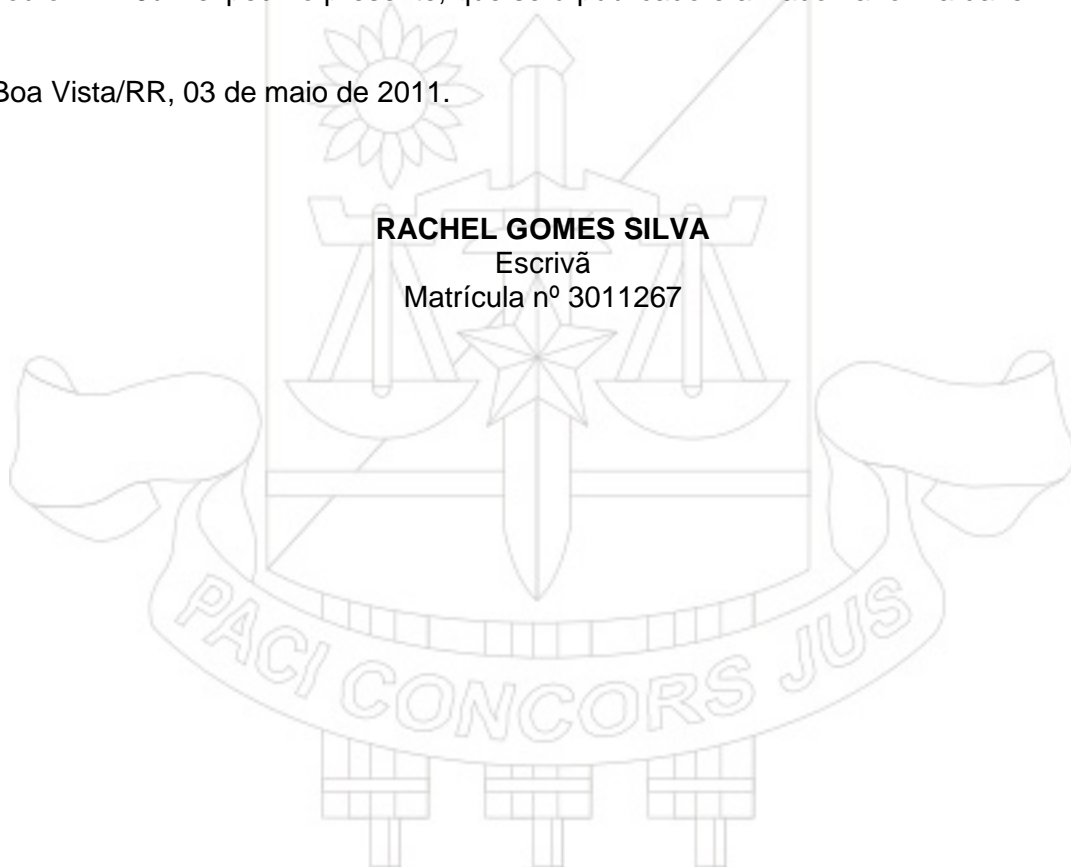 Boa Vista/RR, 03 de maio de 2011.
RACHEL GOMES SILVA
Escrivã
Matrícula nº 3011267
PACI CONCORS JUS